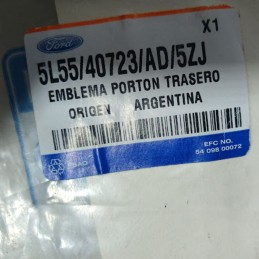 Ford
X1
5L55/40723/AD/5ZJ
EMBLEMA PORTON TRASERO
ORIGEN ARGENTINA
EFC NO.
54 098 00072